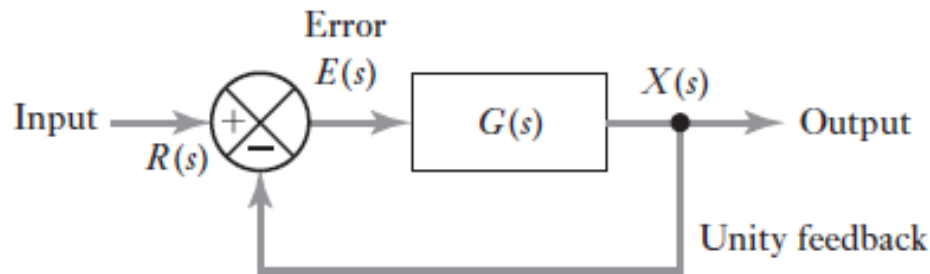 Error
E(s)
X(s)
Input
+
G(s)
Output
R(s)
−
Unity feedback